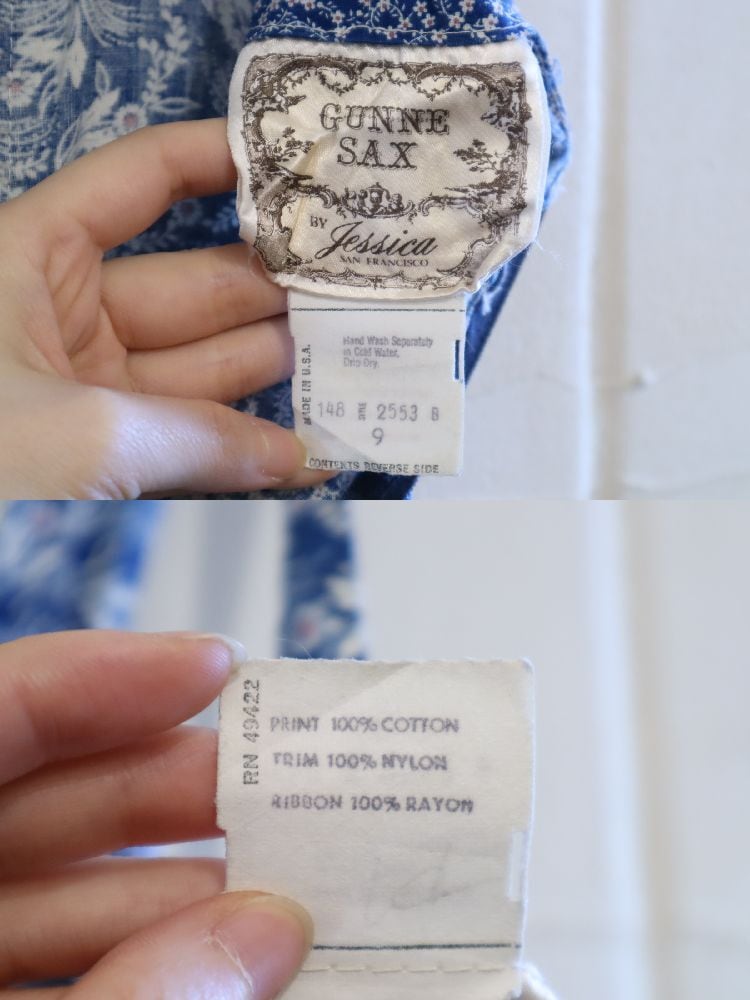 GUNNE
SAX
BY Jessica
SAN FRANCISCO
Hand Wash Separately
in Cold Water,
Drip Dry.
MADE IN U.S.A.
148 STYLE 2553 B
9
CONTENTS REVERSE SIDE
RN 49422
PRINT 100% COTTON
TRIM 100% NYLON
RIBBON 100% RAYON